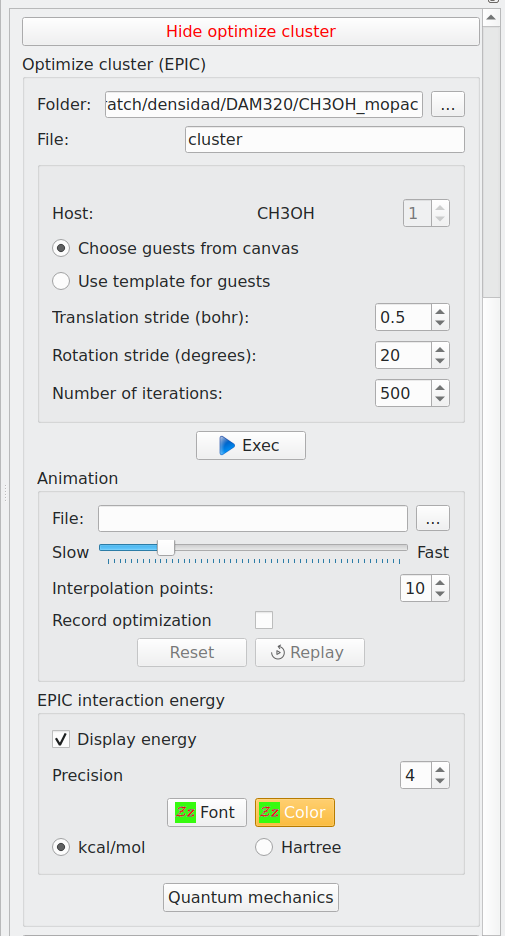 Hide optimize cluster
Optimize cluster (EPIC)
Folder: ratch/densidad/DAM320/CH3OH_mopac ...
File: cluster
Host: CH3OH 1
Choose guests from canvas
Use template for guests
Translation stride (bohr): 0.5
Rotation stride (degrees): 20
Number of iterations: 500
Exec
Animation
File: ...
Slow Fast
Interpolation points: 10
Record optimization
Reset Replay
EPIC interaction energy
Display energy
Precision 4
Zz Font Zz Color
kcal/mol Hartree
Quantum mechanics